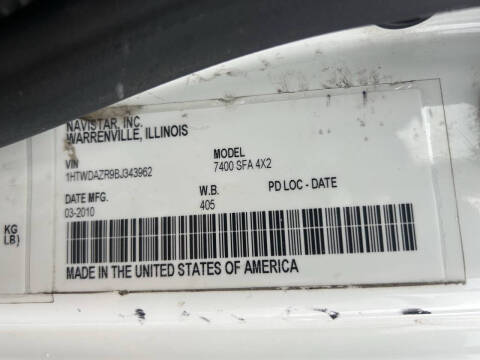 NAVISTAR, INC.
WARRENVILLE, ILLINOIS
VIN MODEL
1HTWDAZR9BJ343962 7400 SFA 4X2
DATE MFG. W.B. PD LOC - DATE
03-2010 405
KG
LB)
MADE IN THE UNITED STATES OF AMERICA